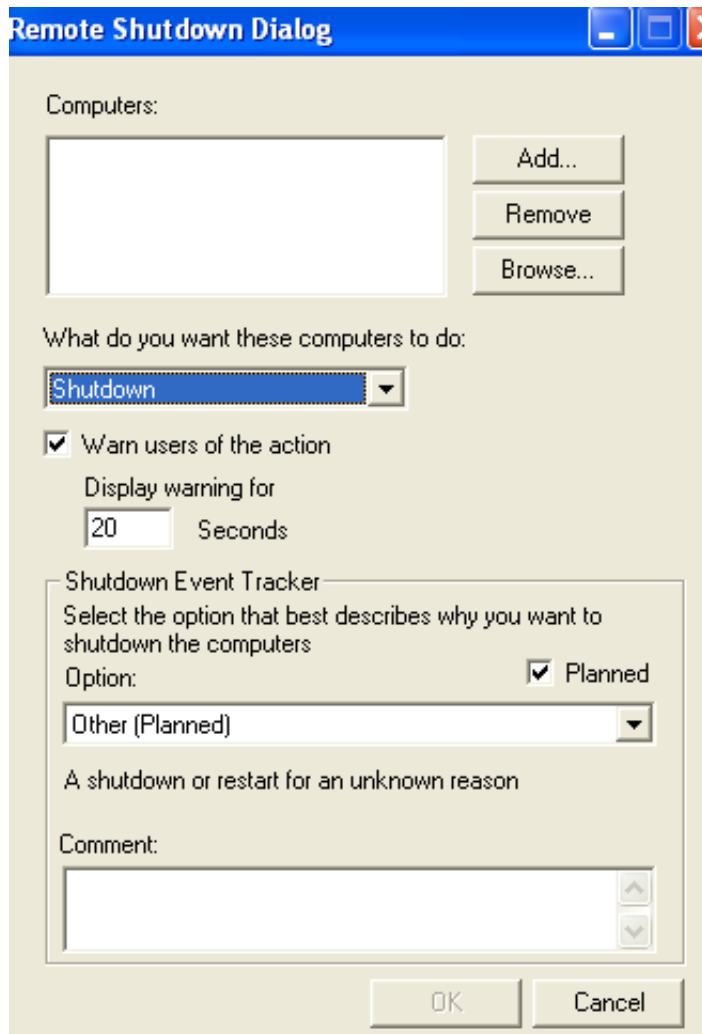 Remote Shutdown Dialog
Computers:
Add...
Remove
Browse...
What do you want these computers to do:
Shutdown
Warn users of the action
Display warning for
20 Seconds
Shutdown Event Tracker
Select the option that best describes why you want to
shutdown the computers
Option:
Planned
Other (Planned)
A shutdown or restart for an unknown reason
Comment:
OK
Cancel